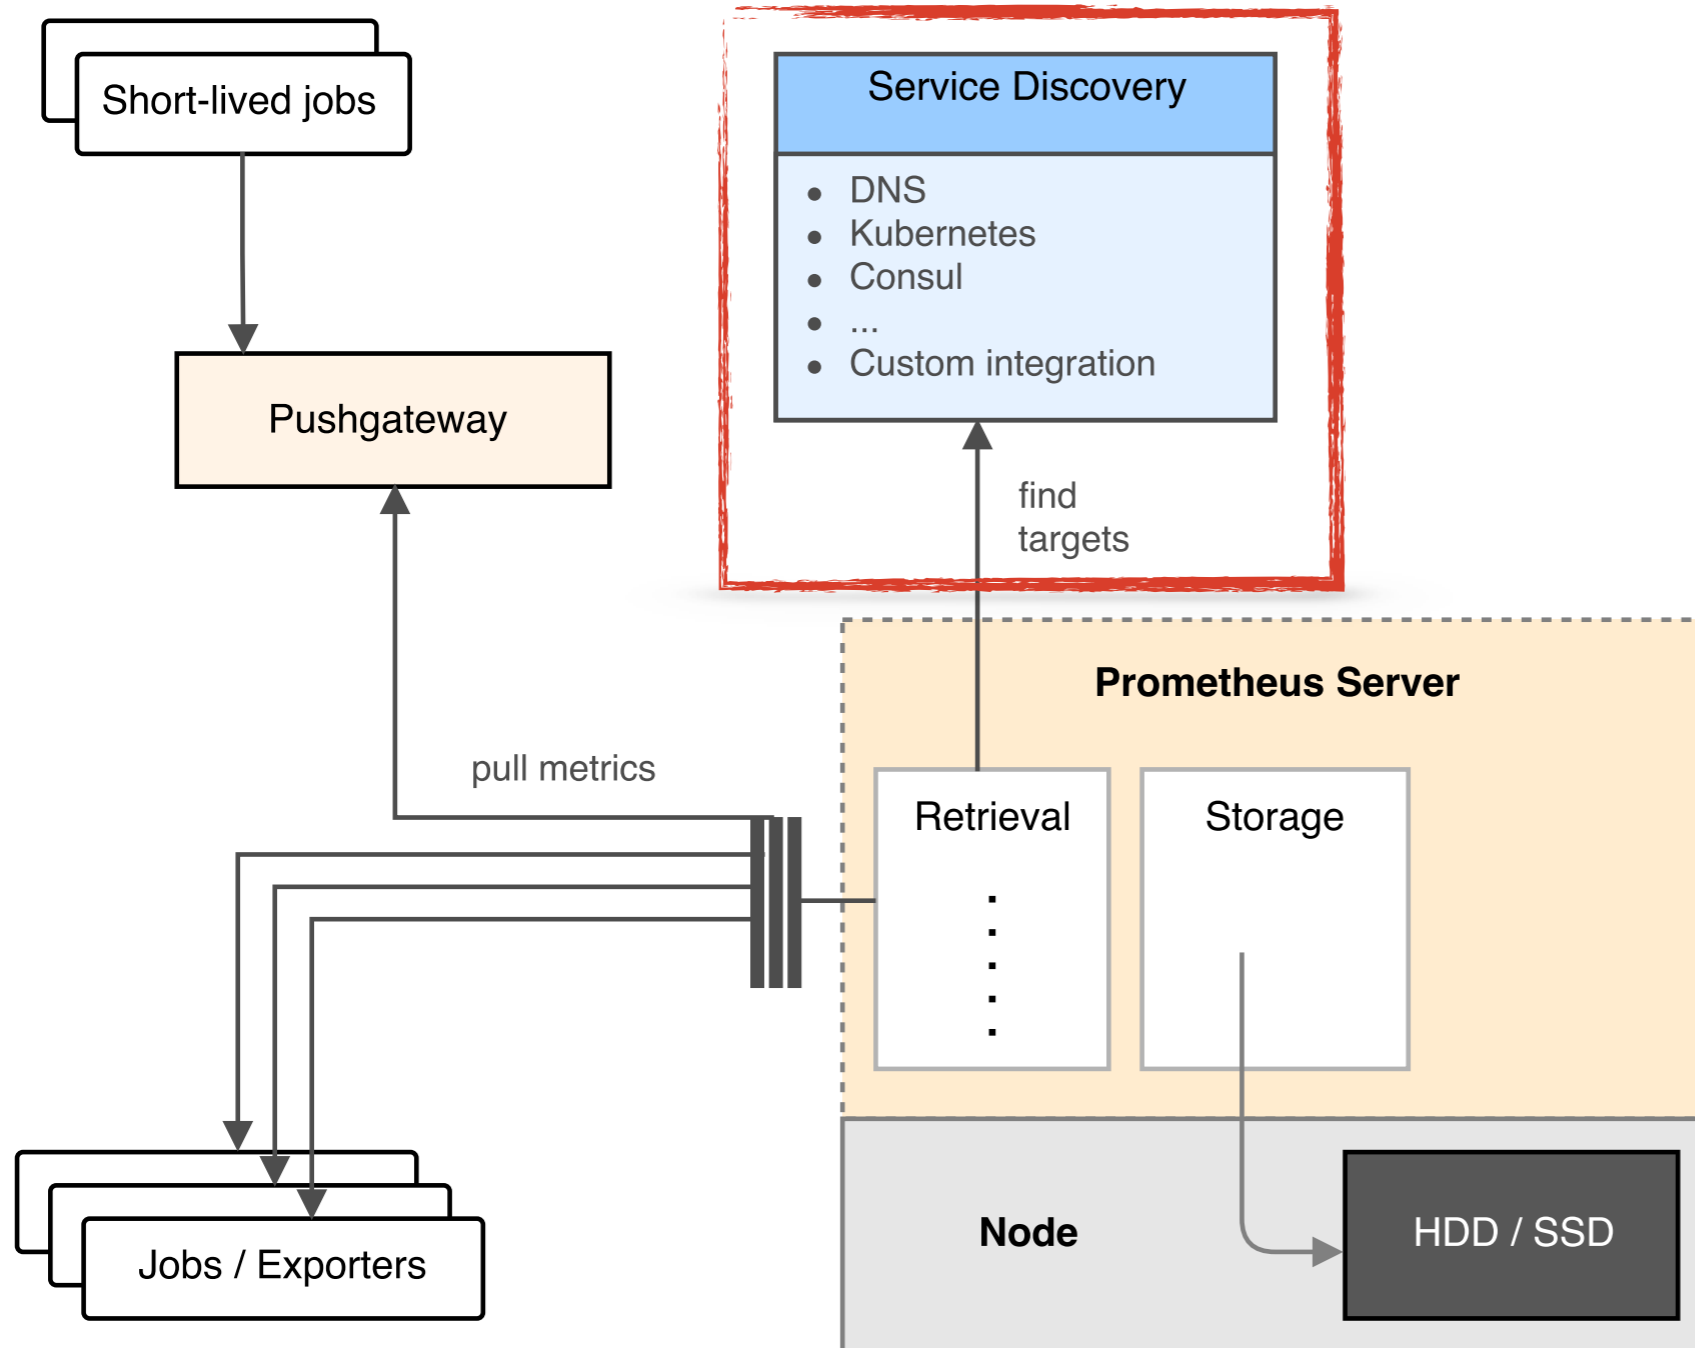 Short-lived jobs
Service Discovery
● DNS
● Kubernetes
● Consul
● ...
● Custom integration
Pushgateway
find
targets
Prometheus Server
pull metrics
Retrieval
Storage
Node
HDD / SSD
Jobs / Exporters